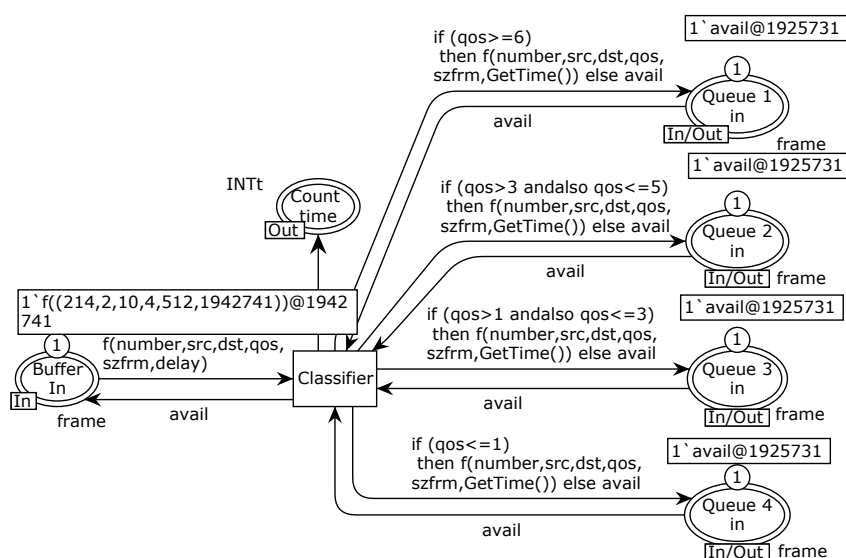 if (qos>=6)
then f(number,src,dst,qos,
szfrm,GetTime()) else avail
1`avail@1925731
1
Queue 1
in
In/Out
frame
avail
INTt
Count
time
Out
if (qos>3 andalso qos<=5)
then f(number,src,dst,qos,
szfrm,GetTime()) else avail
1`avail@1925731
1
Queue 2
in
In/Out
frame
avail
1`f((214,2,10,4,512,1942741))@1942
741
1
Buffer
In
In
frame
f(number,src,dst,qos,
szfrm,delay)
avail
Classifier
if (qos>1 andalso qos<=3)
then f(number,src,dst,qos,
szfrm,GetTime()) else avail
1`avail@1925731
1
Queue 3
in
In/Out
frame
avail
if (qos<=1)
then f(number,src,dst,qos,
szfrm,GetTime()) else avail
1`avail@1925731
1
Queue 4
in
In/Out
frame
avail